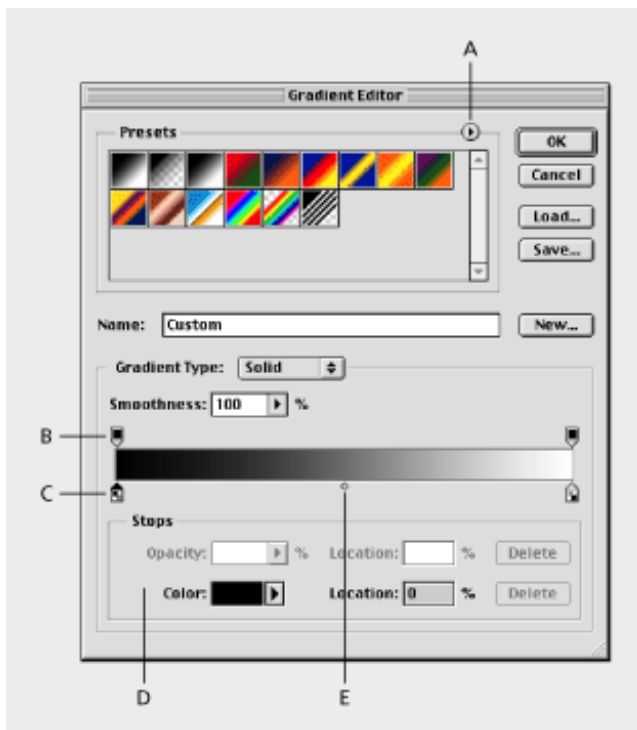 A
Gradient Editor
Presets
OK
Cancel
Load...
Save...
Name: Custom
New...
Gradient Type: Solid
Smoothness: 100 %
B
C
Stops
Opacity: % Location: % Delete
Color: Location: 0 % Delete
D
E